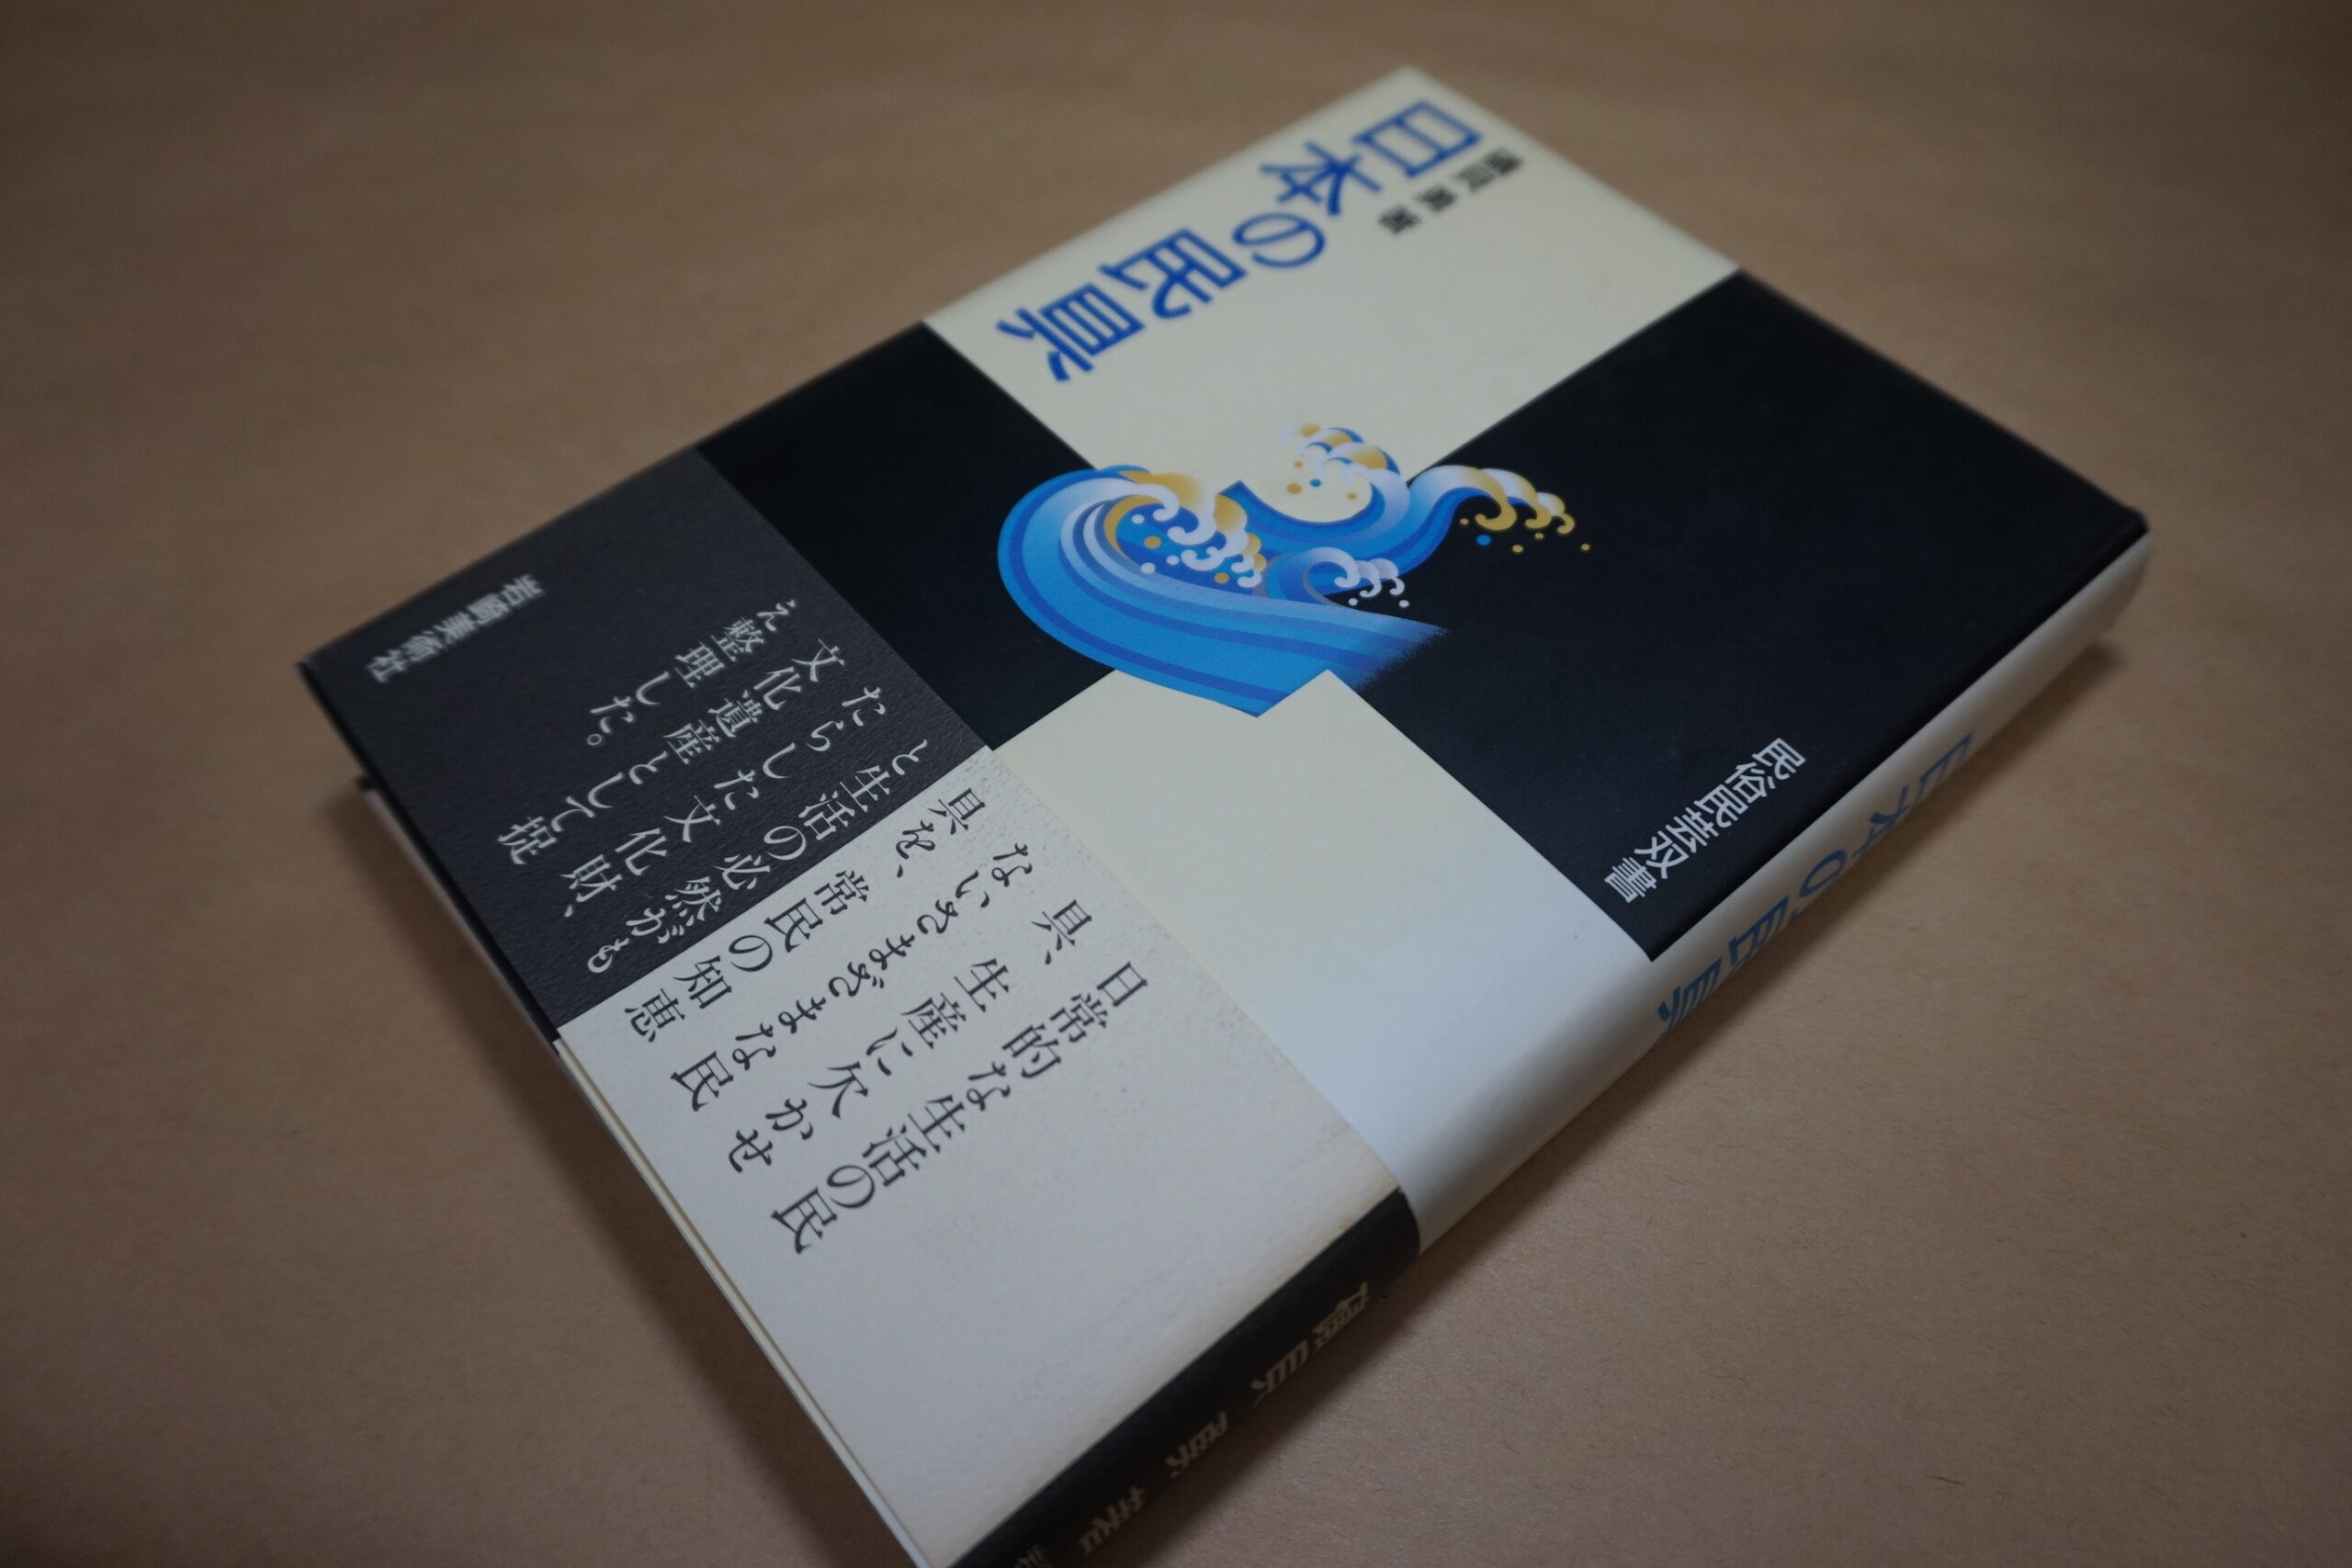 日本の民具
磯貝 勇 著
民俗民芸双書
日常的な生活の民
具、生産に欠かせ
ないさまざまな民
具を、常民の知恵
と生活の必然がも
たらした文化財、
文化遺産として捉
え整理した。
岩崎美術社
日本の民具